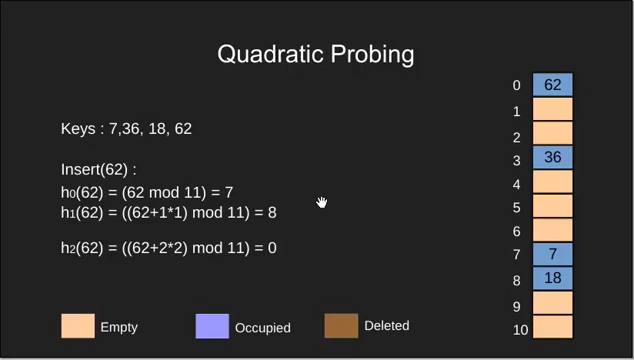 Quadratic Probing
Keys : 7,36, 18, 62
Insert(62) :
h0(62) = (62 mod 11) = 7
h1(62) = ((62+1*1) mod 11) = 8
h2(62) = ((62+2*2) mod 11) = 0
0 62
1
2
3 36
4
5
6
7 7
8 18
9
10
Empty
Occupied
Deleted